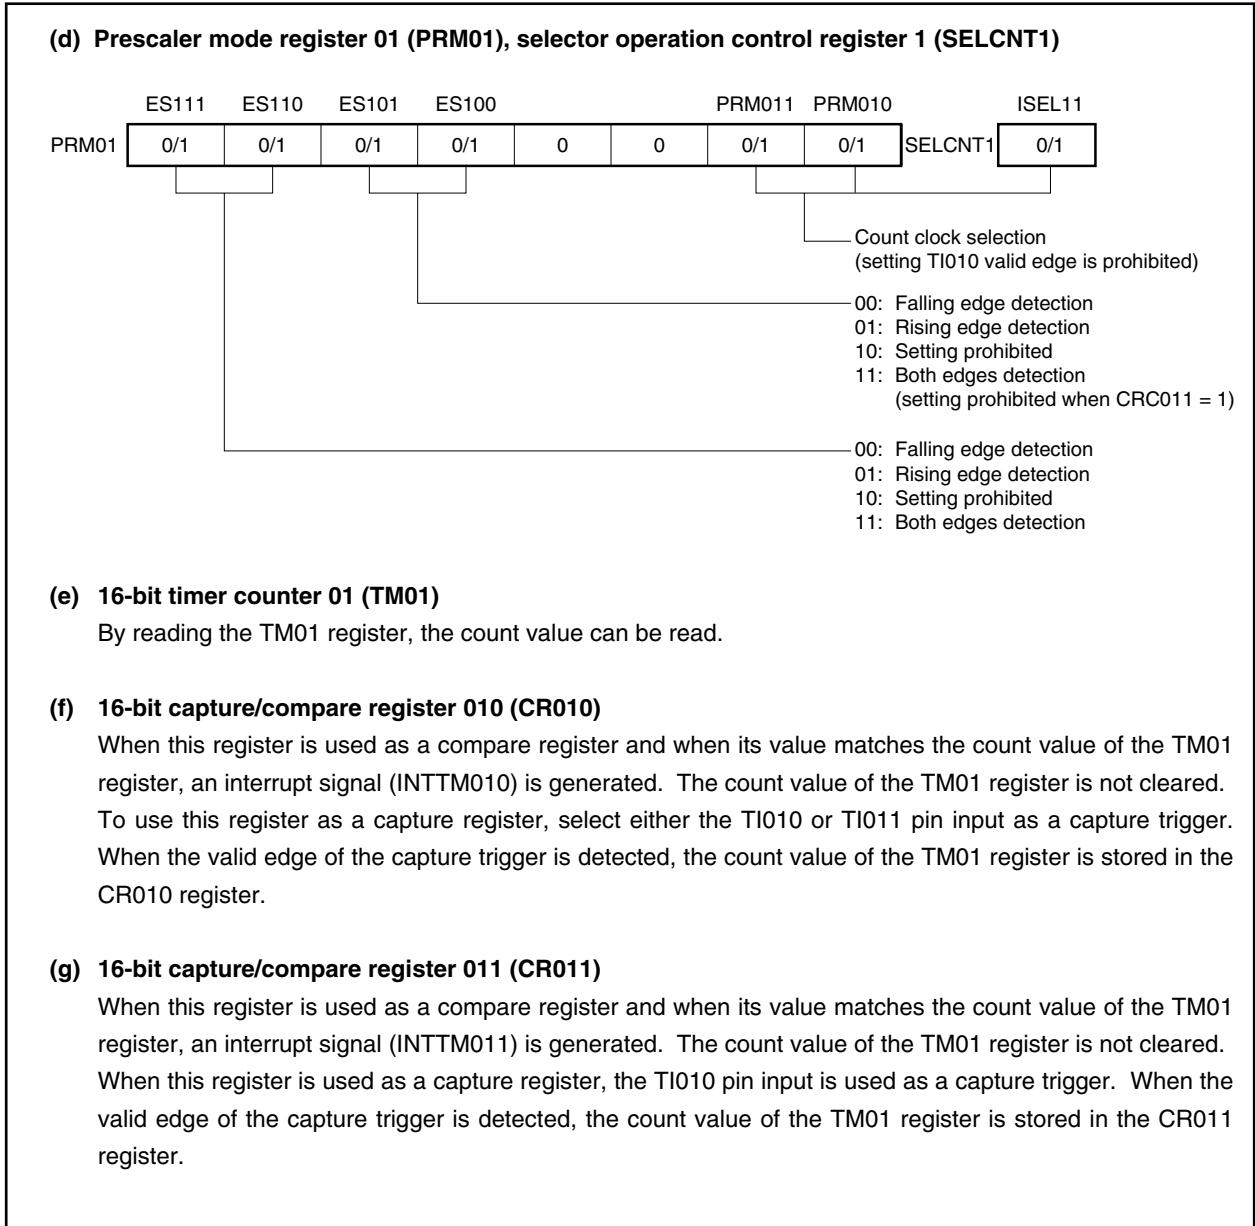 (d) Prescaler mode register 01 (PRM01), selector operation control register 1 (SELCNT1)
ES111 ES110 ES101 ES100 PRM011 PRM010 ISEL11
PRM01 0/1 0/1 0/1 0/1 0 0 0/1 0/1 SELCNT1 0/1
Count clock selection
(setting TI010 valid edge is prohibited)
00: Falling edge detection
01: Rising edge detection
10: Setting prohibited
11: Both edges detection
(setting prohibited when CRC011 = 1)
00: Falling edge detection
01: Rising edge detection
10: Setting prohibited
11: Both edges detection
(e) 16-bit timer counter 01 (TM01)
By reading the TM01 register, the count value can be read.
(f) 16-bit capture/compare register 010 (CR010)
When this register is used as a compare register and when its value matches the count value of the TM01
register, an interrupt signal (INTTM010) is generated. The count value of the TM01 register is not cleared.
To use this register as a capture register, select either the TI010 or TI011 pin input as a capture trigger.
When the valid edge of the capture trigger is detected, the count value of the TM01 register is stored in the
CR010 register.
(g) 16-bit capture/compare register 011 (CR011)
When this register is used as a compare register and when its value matches the count value of the TM01
register, an interrupt signal (INTTM011) is generated. The count value of the TM01 register is not cleared.
When this register is used as a capture register, the TI010 pin input is used as a capture trigger. When the
valid edge of the capture trigger is detected, the count value of the TM01 register is stored in the CR011
register.